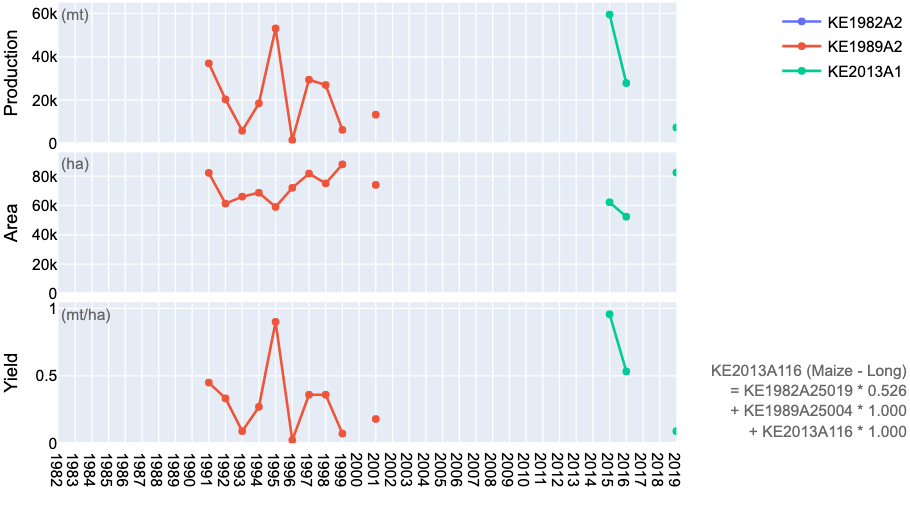 Production
(mt)
60k
40k
20k
0
KE1982A2
KE1989A2
KE2013A1
Area
(ha)
80k
60k
40k
20k
0
Yield
(mt/ha)
1
0.5
0
KE2013A116 (Maize - Long)
= KE1982A25019 * 0.526
+ KE1989A25004 * 1.000
+ KE2013A116 * 1.000
1982
1983
1984
1985
1986
1987
1988
1989
1990
1991
1992
1993
1994
1995
1996
1997
1998
1999
2000
2001
2002
2003
2004
2005
2006
2007
2008
2009
2010
2011
2012
2013
2014
2015
2016
2017
2018
2019